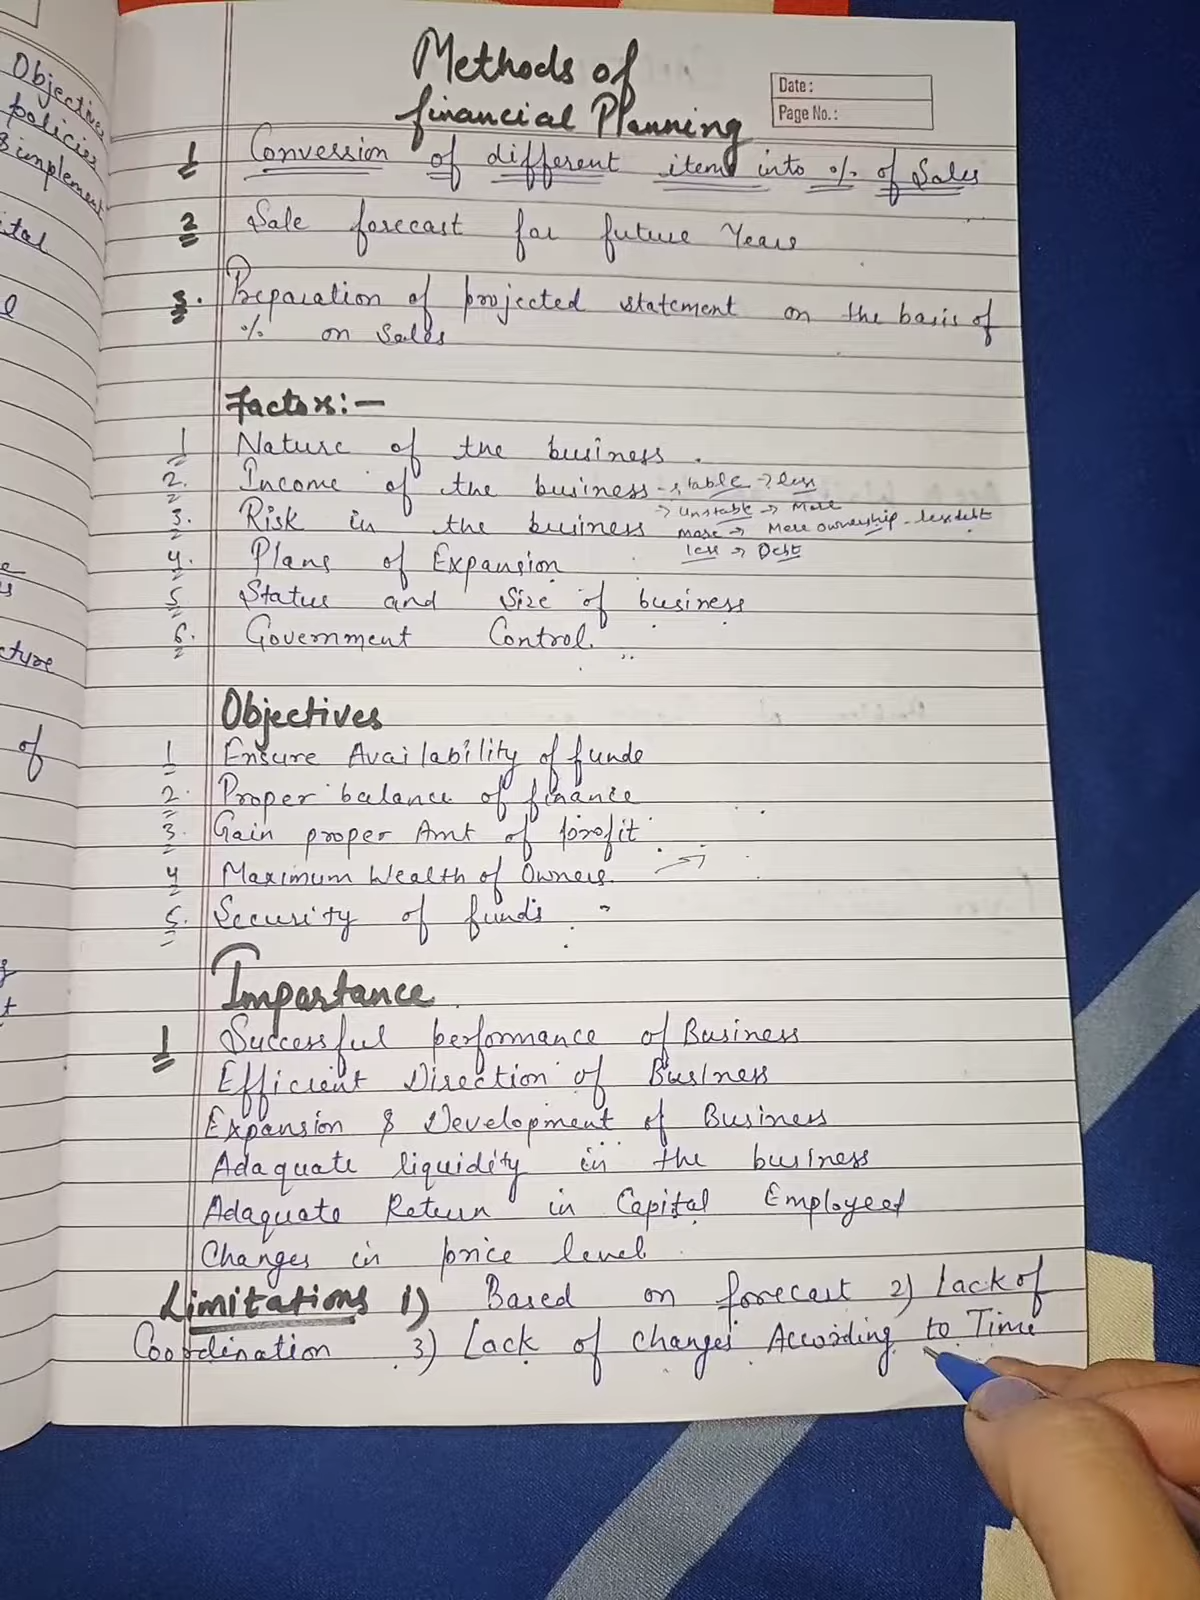 Objectives
policies
& implement
ital
l
cture
of
t
Methods of
financial Planning
Date:
Page No.:
1 Conversion of different item into % of Sales
2 Sale forecast for future Years
3. Preparation of projected statement on the basis of
% on Sales
Factors:-
1 Nature of the business.
2. Income of the business → stable → less
→ unstable → More
3. Risk in the business more → More ownership - less debt
less → Debt
4. Plans of Expansion
5 Status and Size of business
6. Government Control.
Objectives
1 Ensure Availability of funds
2. Proper balance of finance
3. Gain proper Amt of profit
4 Maximum Wealth of Owners.
5. Security of funds
Importance
1 Successful performance of Business
Efficient Direction of Business
Expansion & Development of Business
Adaquate liquidity in the business
Adaquate Return in Capital Employeed
Changes in price level
Limitations 1) Based on forecast 2) Lack of
Coordination 3) Lack of changes According to Time